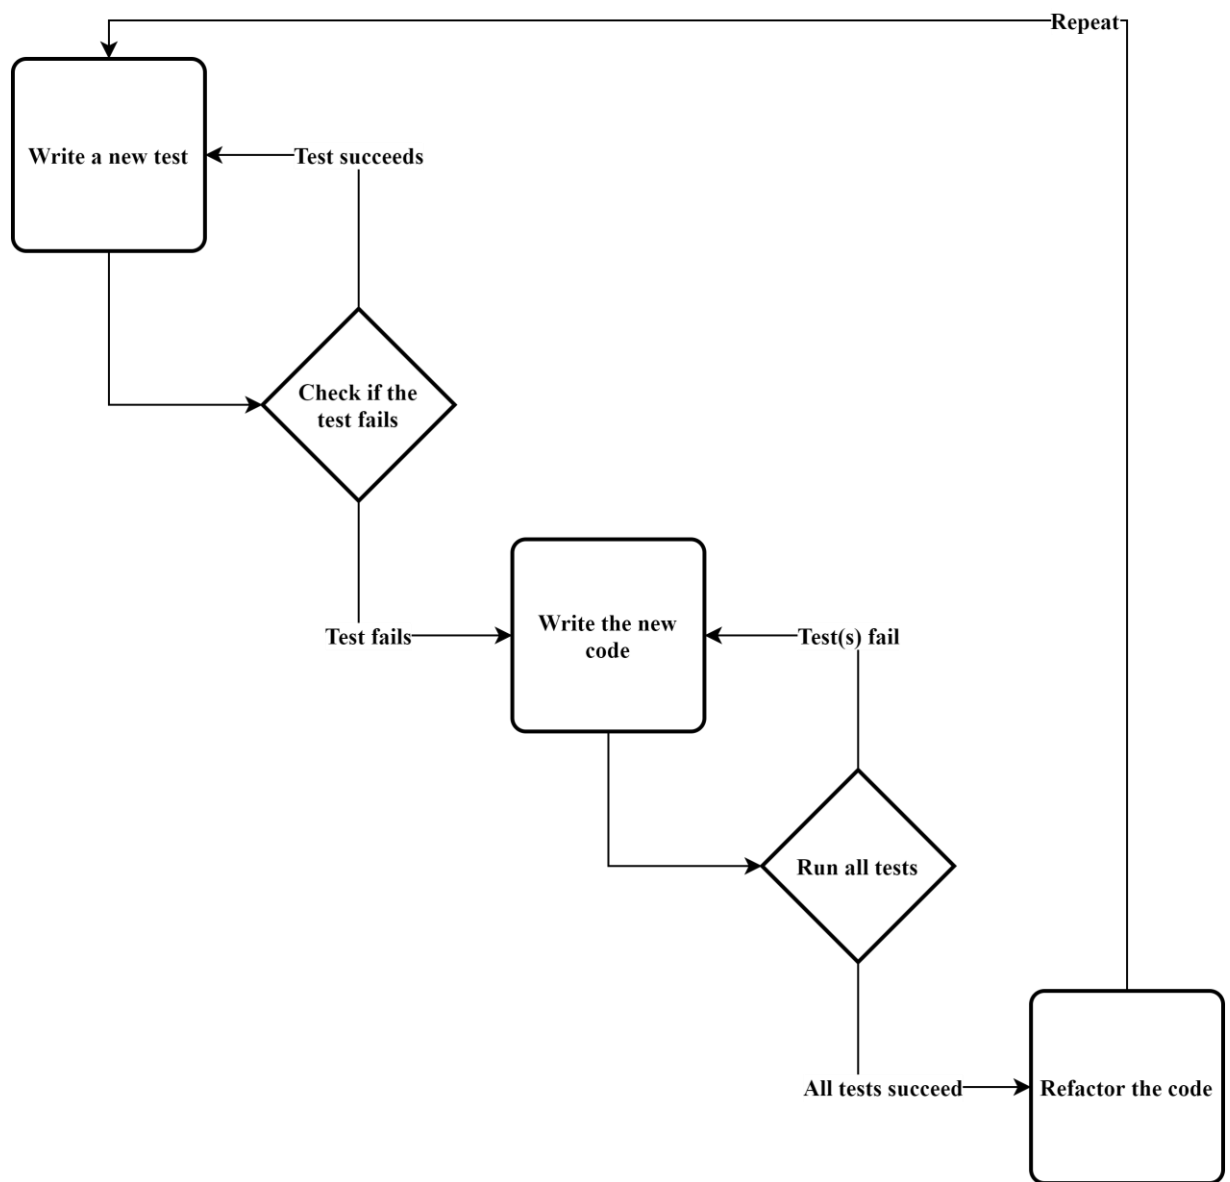 Repeat
Write a new test
Test succeeds
Check if the
test fails
Test fails
Write the new
code
Test(s) fail
Run all tests
All tests succeed
Refactor the code